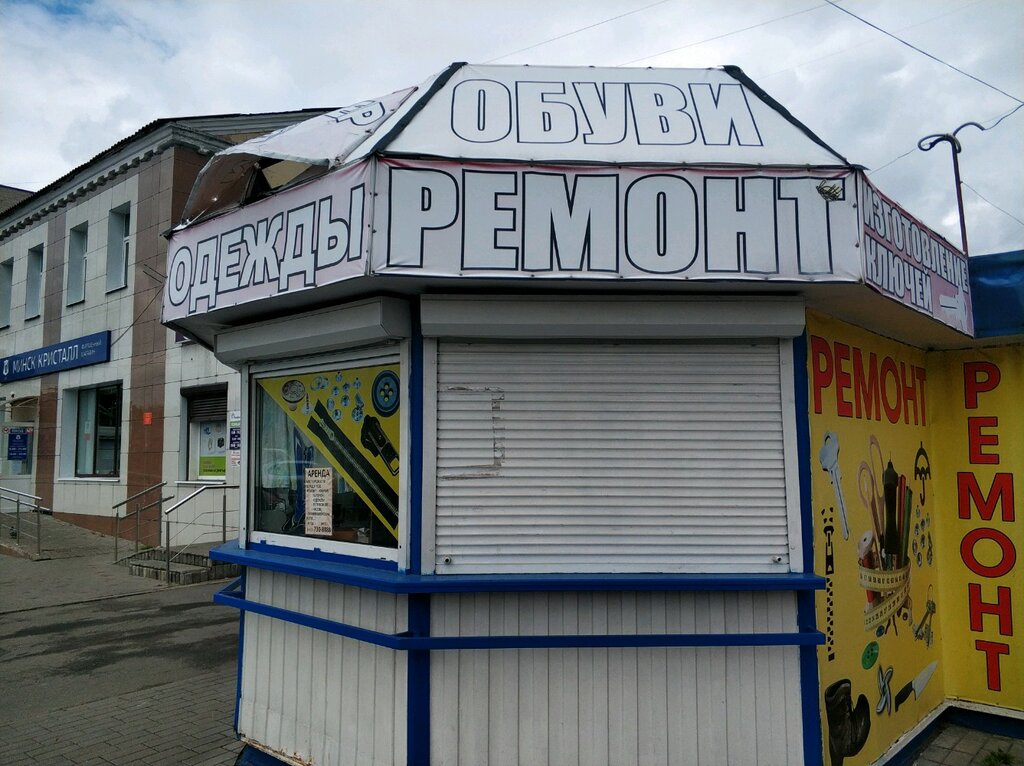 ОБУВИ
РЕМОНТ
ОДЕЖДЫ
ИЗГОТОВЛЕНИЕ
КЛЮЧЕЙ
РЕМОНТ
РЕМОНТ
МИНСК КРИСТАЛЛ
АРЕНДА